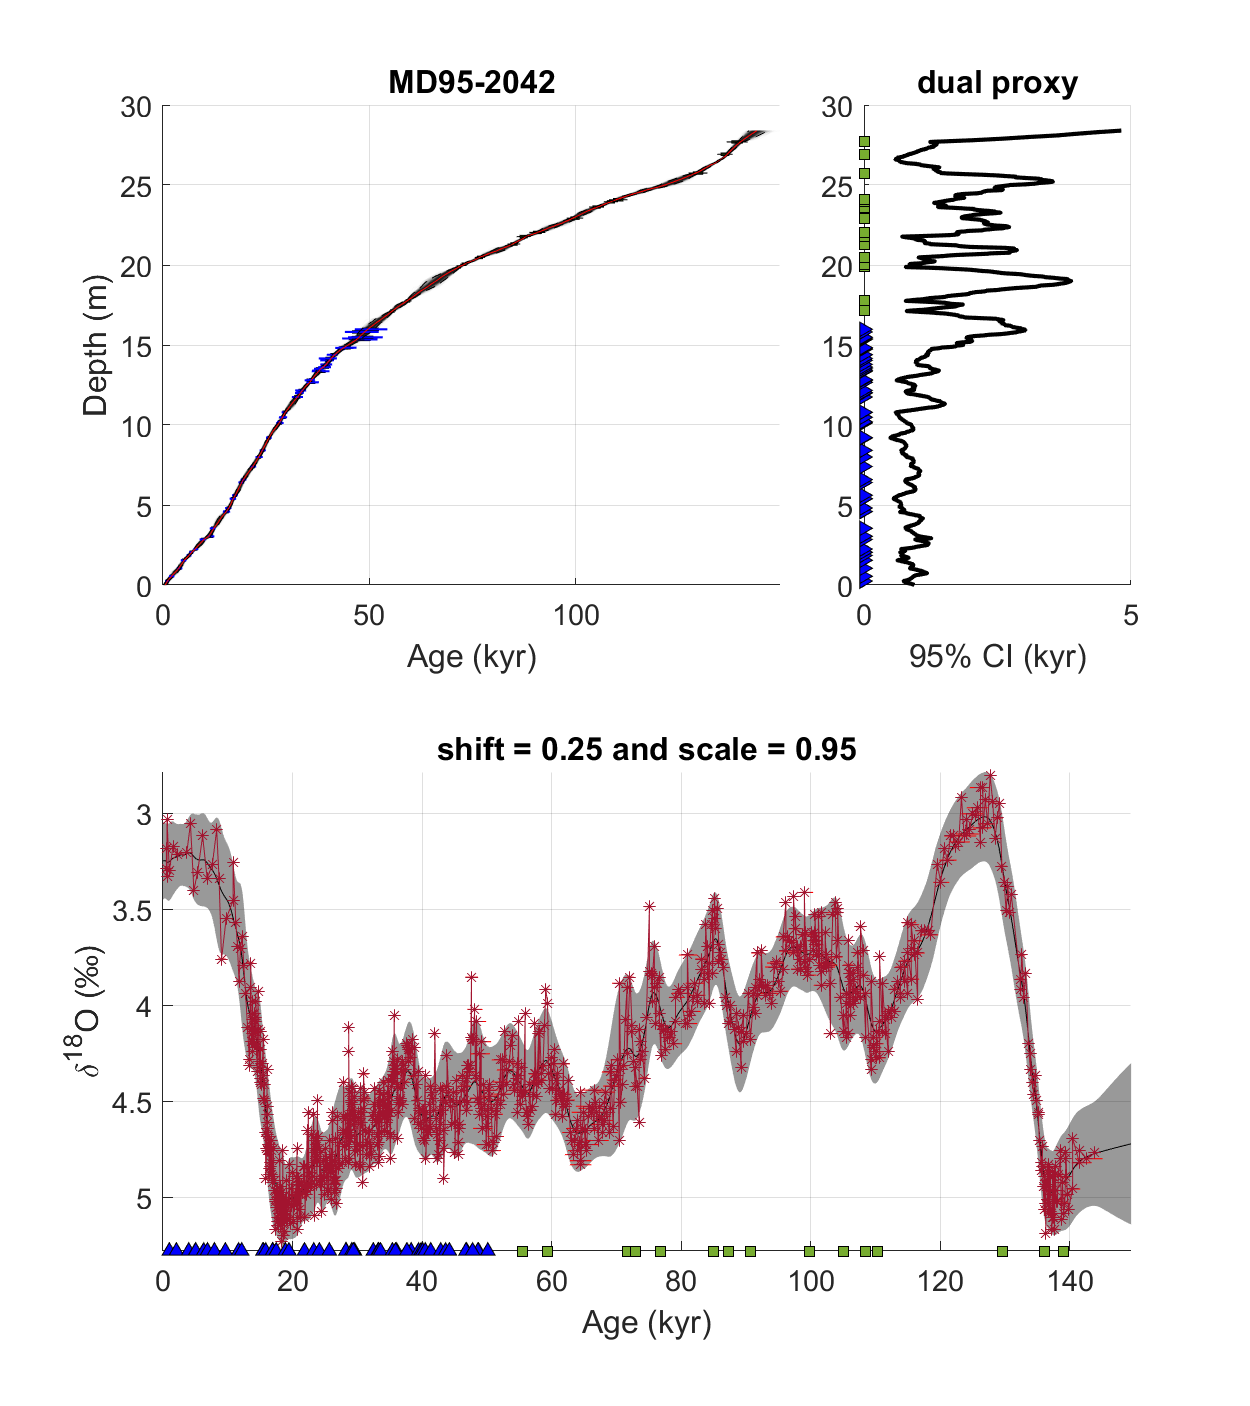 MD95-2042
30
25
20
15
10
5
0
Depth (m)
0 50 100
Age (kyr)
dual proxy
30
25
20
15
10
5
0
0 5
95% CI (kyr)
shift = 0.25 and scale = 0.95
3
3.5
4
4.5
5
δ18O (‰)
0 20 40 60 80 100 120 140
Age (kyr)